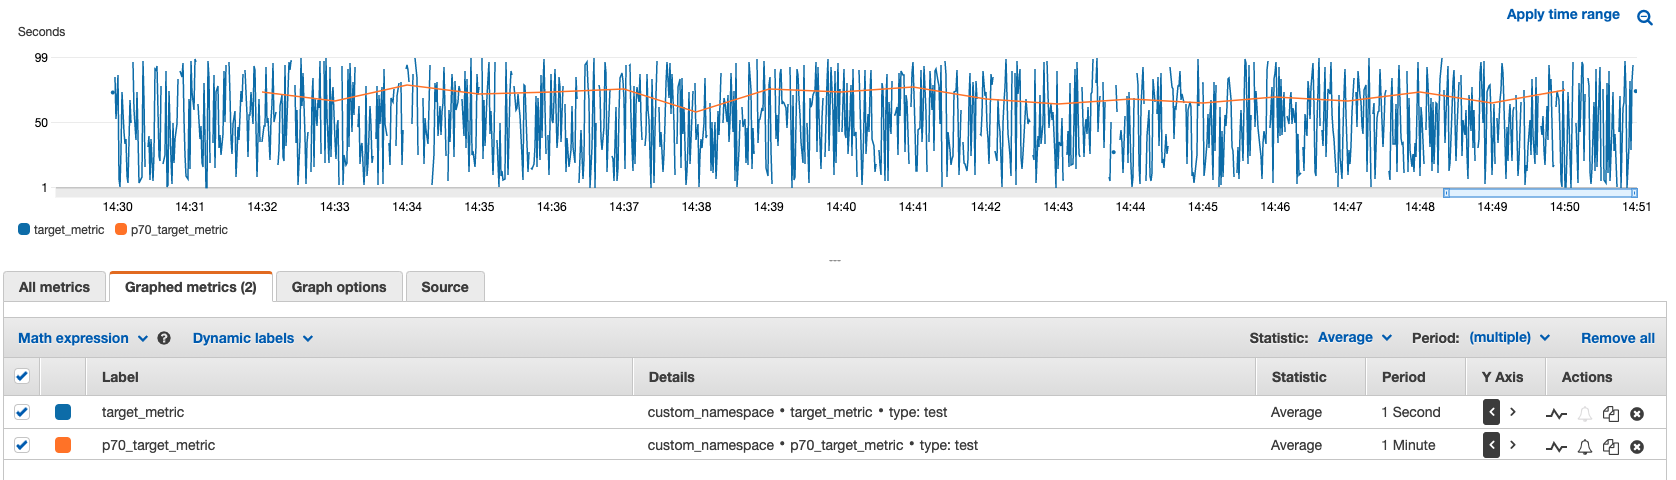 Apply time range
Seconds
99
50
1
14:30 14:31 14:32 14:33 14:34 14:35 14:36 14:37 14:38 14:39 14:40 14:41 14:42 14:43 14:44 14:45 14:46 14:47 14:48 14:49 14:50 14:51
target_metric p70_target_metric
All metrics Graphed metrics (2) Graph options Source
Math expression ? Dynamic labels Statistic: Average Period: (multiple) Remove all
Label Details Statistic Period Y Axis Actions
target_metric custom_namespace • target_metric • type: test Average 1 Second < >
p70_target_metric custom_namespace • p70_target_metric • type: test Average 1 Minute < >